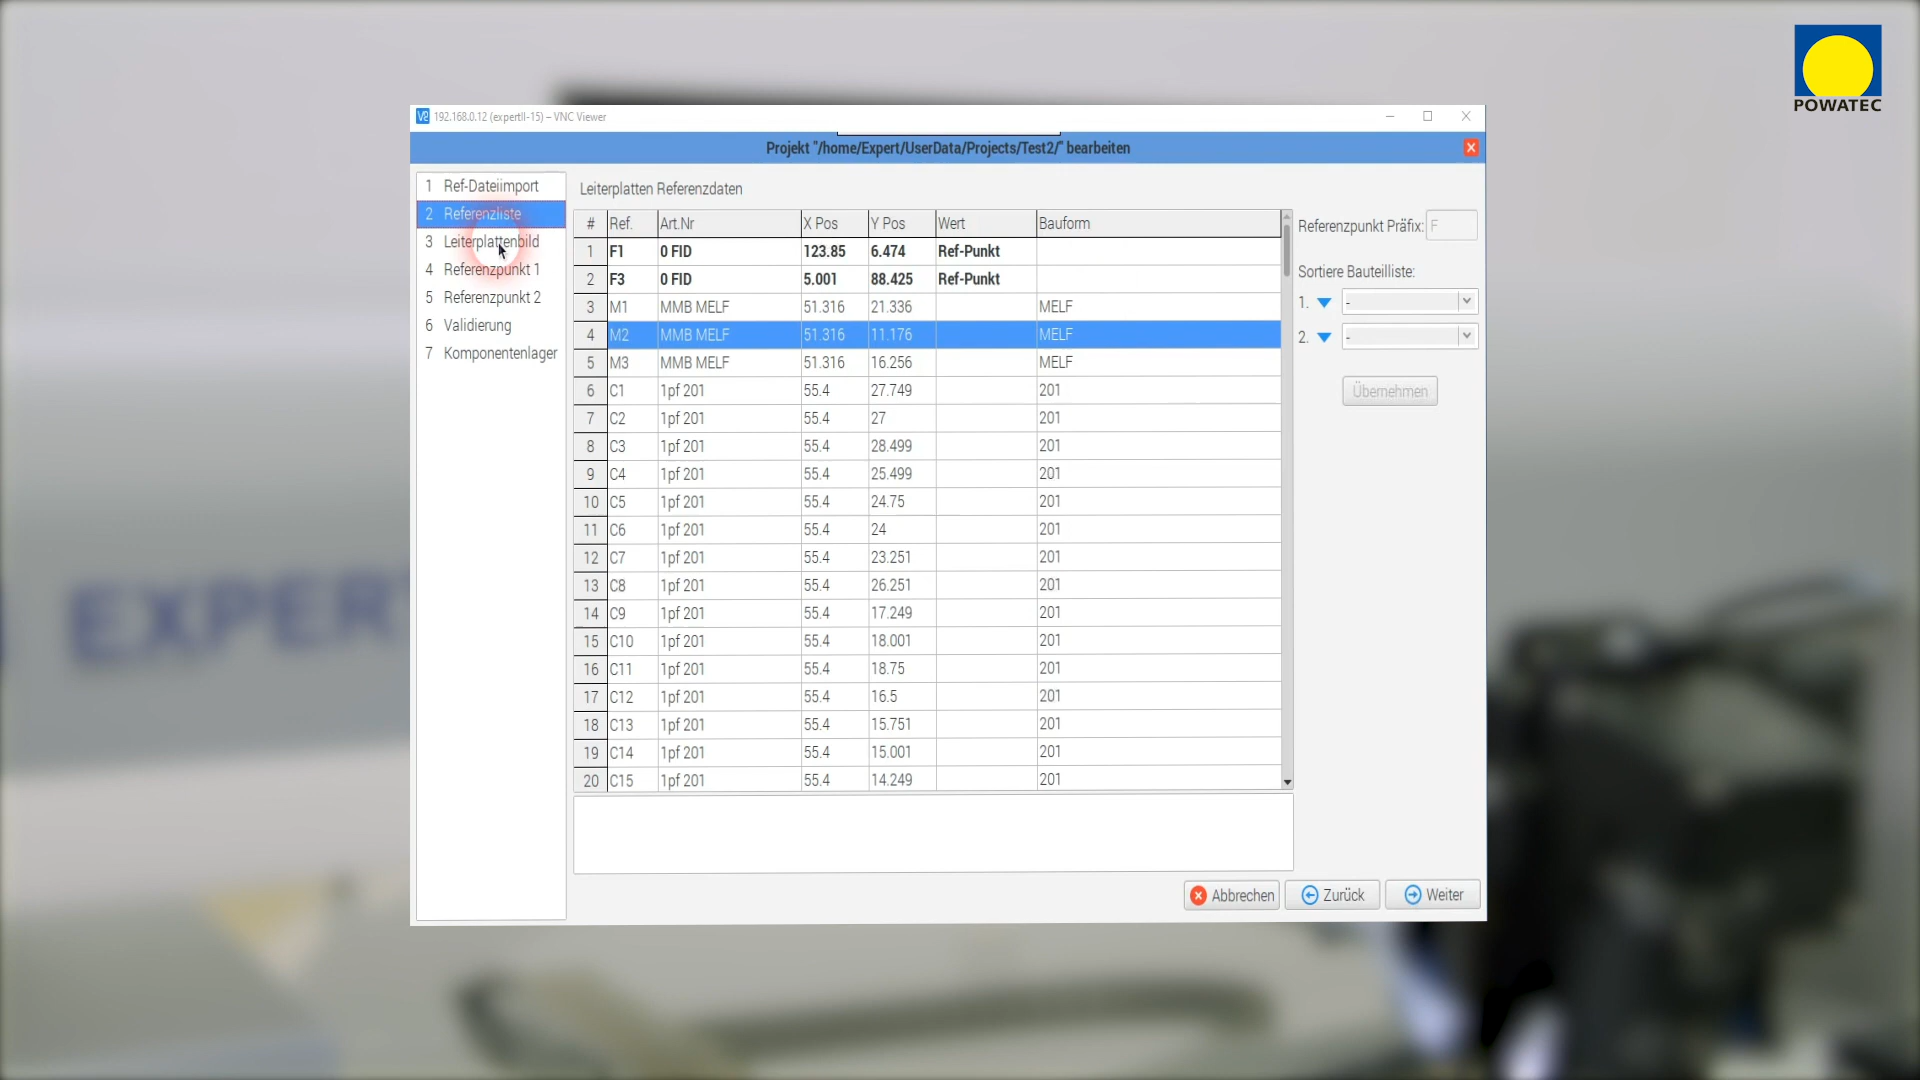 POWATEC
192.168.0.12 (expertII-15) – VNC Viewer
Projekt "/home/Expert/UserData/Projects/Test2/" bearbeiten
1 Ref-Dateiimport
2 Referenzliste
3 Leiterplattenbild
4 Referenzpunkt 1
5 Referenzpunkt 2
6 Validierung
7 Komponentenlager
Leiterplatten Referenzdaten
# Ref. Art.Nr X Pos Y Pos Wert Bauform
1 F1 0 FID 123.85 6.474 Ref-Punkt
2 F3 0 FID 5.001 88.425 Ref-Punkt
3 M1 MMB MELF 51.316 21.336 MELF
4 M2 MMB MELF 51.316 11.176 MELF
5 M3 MMB MELF 51.316 16.256 MELF
6 C1 1pf 201 55.4 27.749 201
7 C2 1pf 201 55.4 27 201
8 C3 1pf 201 55.4 28.499 201
9 C4 1pf 201 55.4 25.499 201
10 C5 1pf 201 55.4 24.75 201
11 C6 1pf 201 55.4 24 201
12 C7 1pf 201 55.4 23.251 201
13 C8 1pf 201 55.4 26.251 201
14 C9 1pf 201 55.4 17.249 201
15 C10 1pf 201 55.4 18.001 201
16 C11 1pf 201 55.4 18.75 201
17 C12 1pf 201 55.4 16.5 201
18 C13 1pf 201 55.4 15.751 201
19 C14 1pf 201 55.4 15.001 201
20 C15 1pf 201 55.4 14.249 201
Referenzpunkt Präfix: F
Sortiere Bauteilliste:
1. -
2. -
Übernehmen
Abbrechen Zurück Weiter
EXPERT